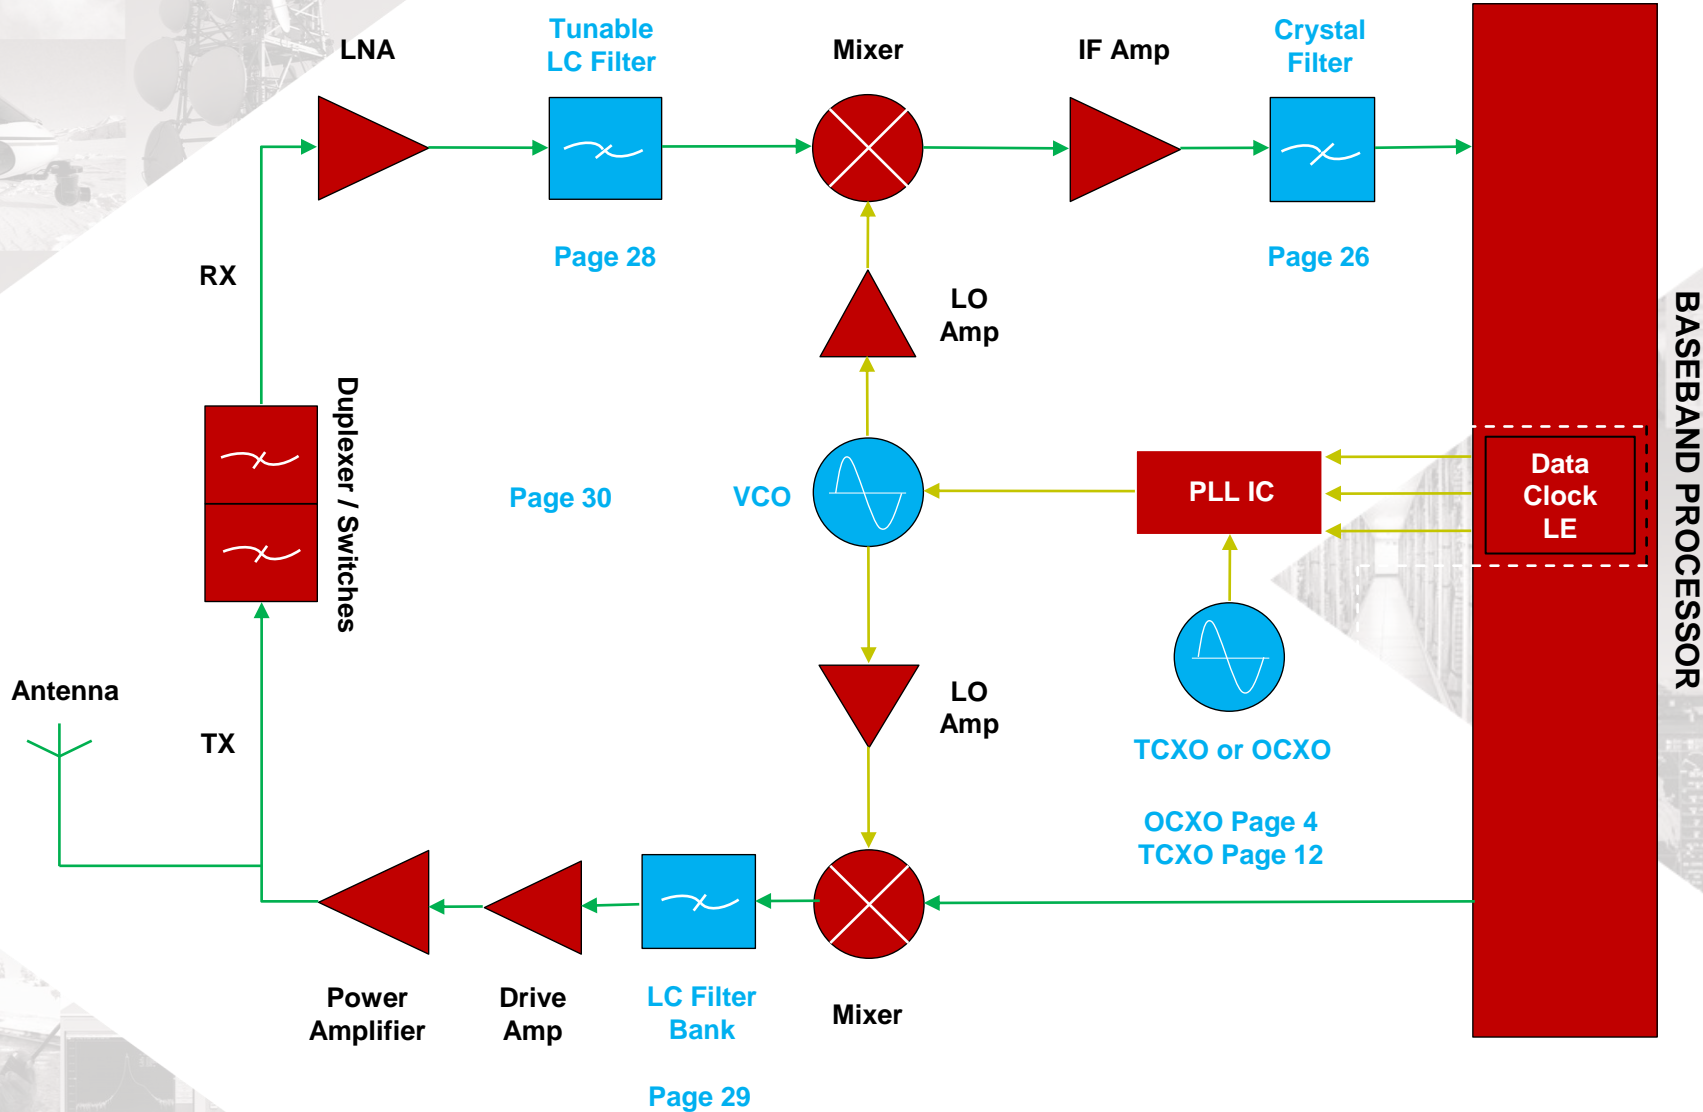 LNA
Tunable
LC Filter
Mixer
IF Amp
Crystal
Filter
Page 28
Page 26
RX
LO
Amp
Duplexer / Switches
Page 30
VCO
PLL IC
Data
Clock
LE
BASEBAND PROCESSOR
Antenna
TX
LO
Amp
TCXO or OCXO
OCXO Page 4
TCXO Page 12
Power
Amplifier
Drive
Amp
LC Filter
Bank
Mixer
Page 29